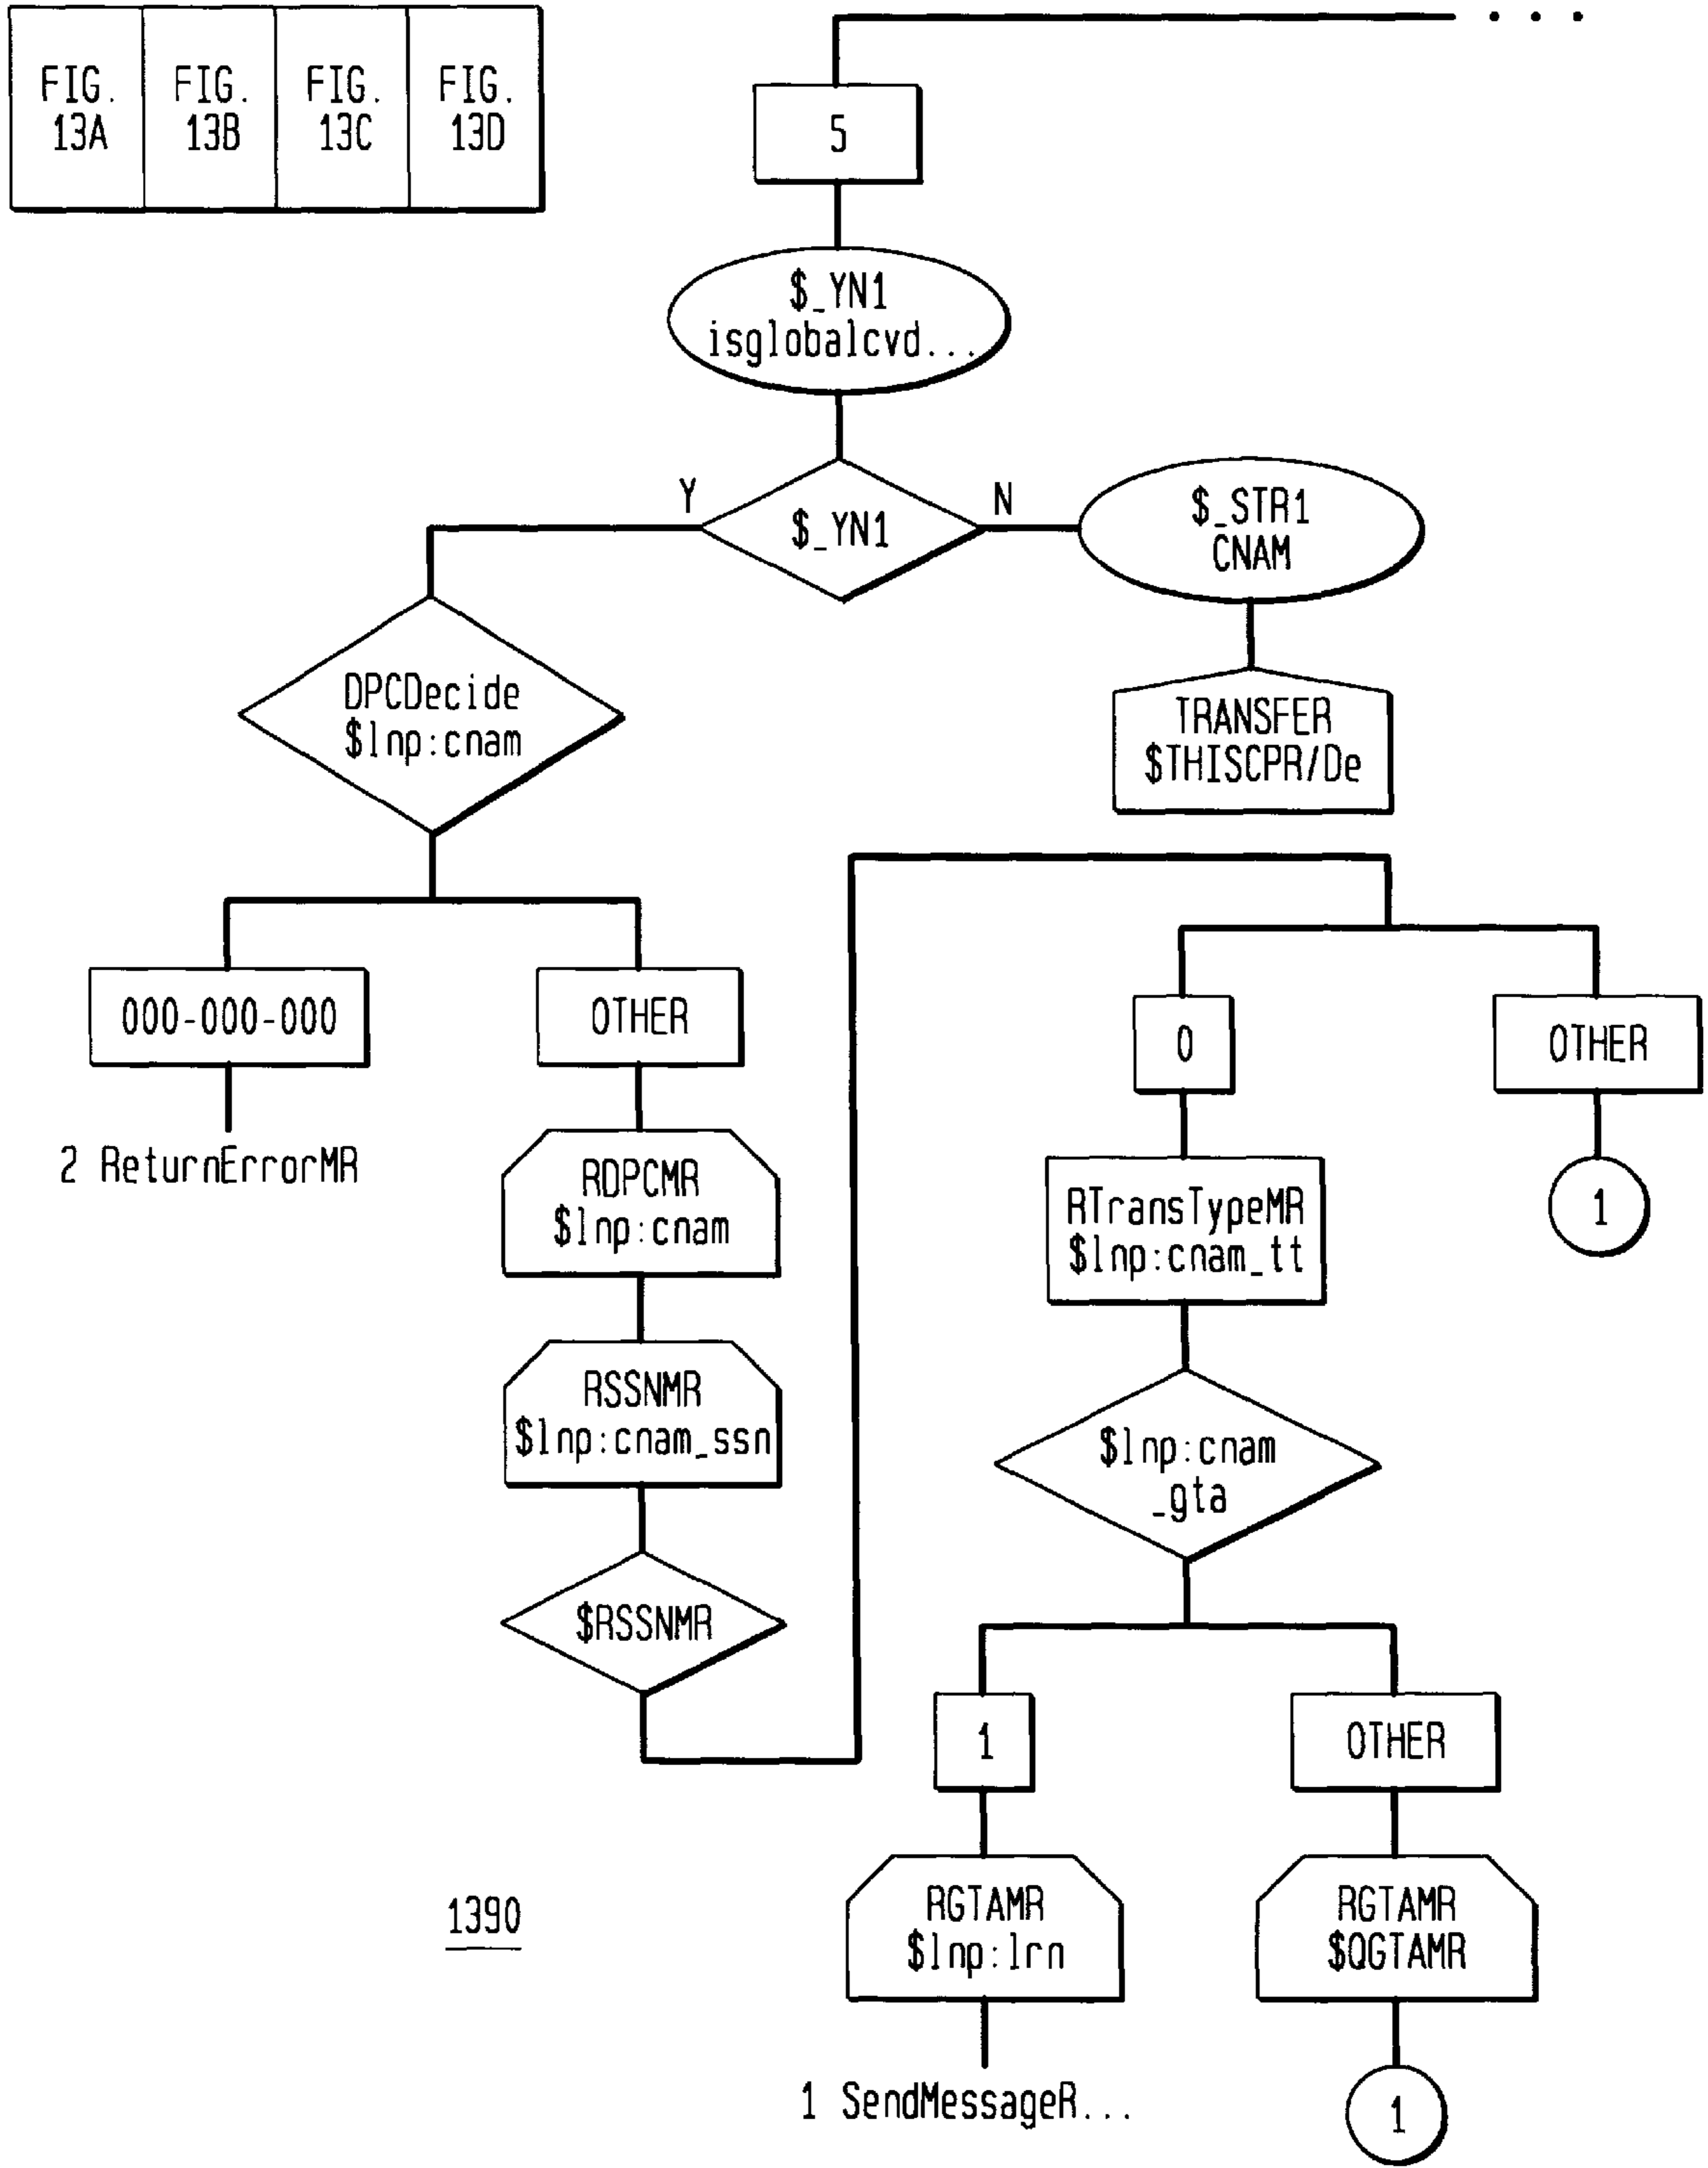 FIG. 13A
FIG. 13B
FIG. 13C
FIG. 13D
. . .
5
$_YN1
isglobalcvd...
Y
$_YN1
N
$_STR1
CNAM
TRANSFER
$THISCPR/De
DPCDecide
$lnp:cnam
000-000-000
2 ReturnErrorMR
OTHER
RDPCMR
$lnp:cnam
RSSNMR
$lnp:cnam_ssn
$RSSNMR
0
OTHER
1
RTransTypeMR
$lnp:cnam_tt
$lnp:cnam
_gta
1
OTHER
RGTAMR
$lnp:lrn
RGTAMR
$QGTAMR
1 SendMessageR...
1
1390